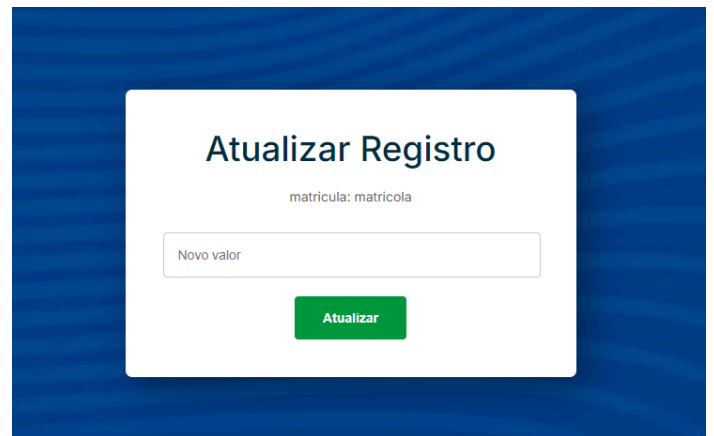 Atualizar Registro
matricula: matricola
Novo valor
Atualizar